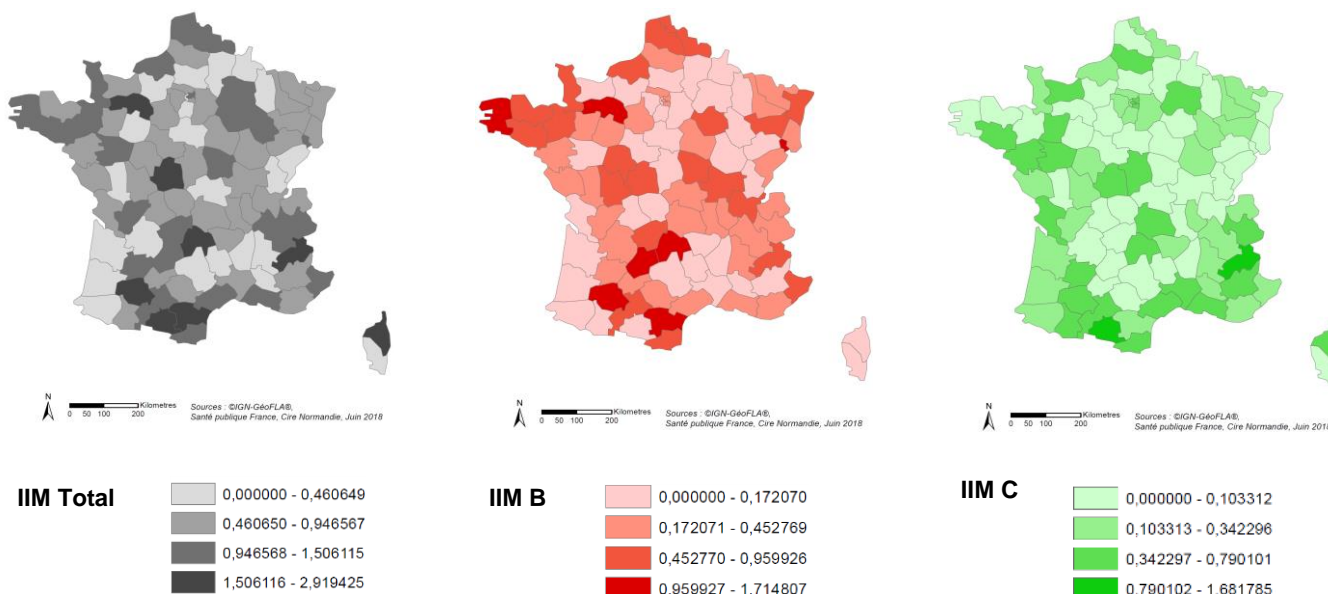 N
Kilometres
0 50 100 200
Sources : ©IGN-GéoFLA®,
Santé publique France, Cire Normandie, Juin 2018
N
Kilometres
0 50 100 200
Sources : ©IGN-GéoFLA®,
Santé publique France, Cire Normandie, Juin 2018
N
Kilometres
0 50 100 200
Sources : ©IGN-GéoFLA®,
Santé publique France, Cire Normandie, Juin 2018
IIM Total
0,000000 - 0,460649
0,460650 - 0,946567
0,946568 - 1,506115
1,506116 - 2,919425
IIM B
0,000000 - 0,172070
0,172071 - 0,452769
0,452770 - 0,959926
0,959927 - 1,714807
IIM C
0,000000 - 0,103312
0,103313 - 0,342296
0,342297 - 0,790101
0,790102 - 1,681785